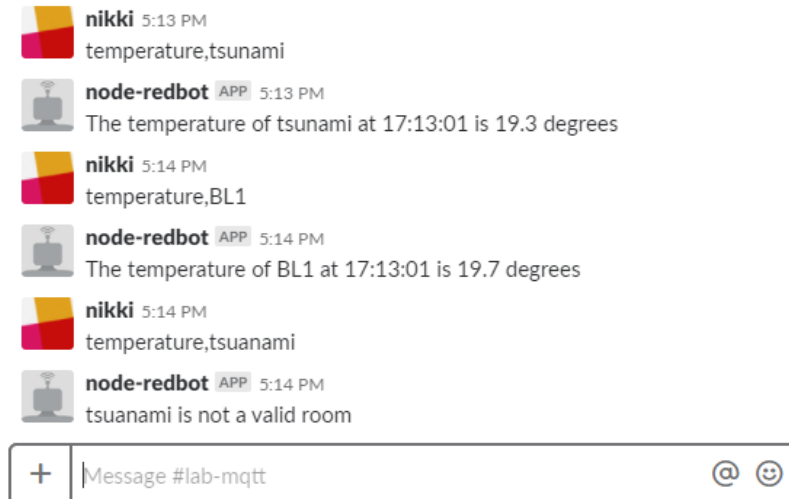 nikki 5:13 PM
temperature,tsunami
node-redbot APP 5:13 PM
The temperature of tsunami at 17:13:01 is 19.3 degrees
nikki 5:14 PM
temperature,BL1
node-redbot APP 5:14 PM
The temperature of BL1 at 17:13:01 is 19.7 degrees
nikki 5:14 PM
temperature,tsuanami
node-redbot APP 5:14 PM
tsuanami is not a valid room
+ Message #lab-mqtt @